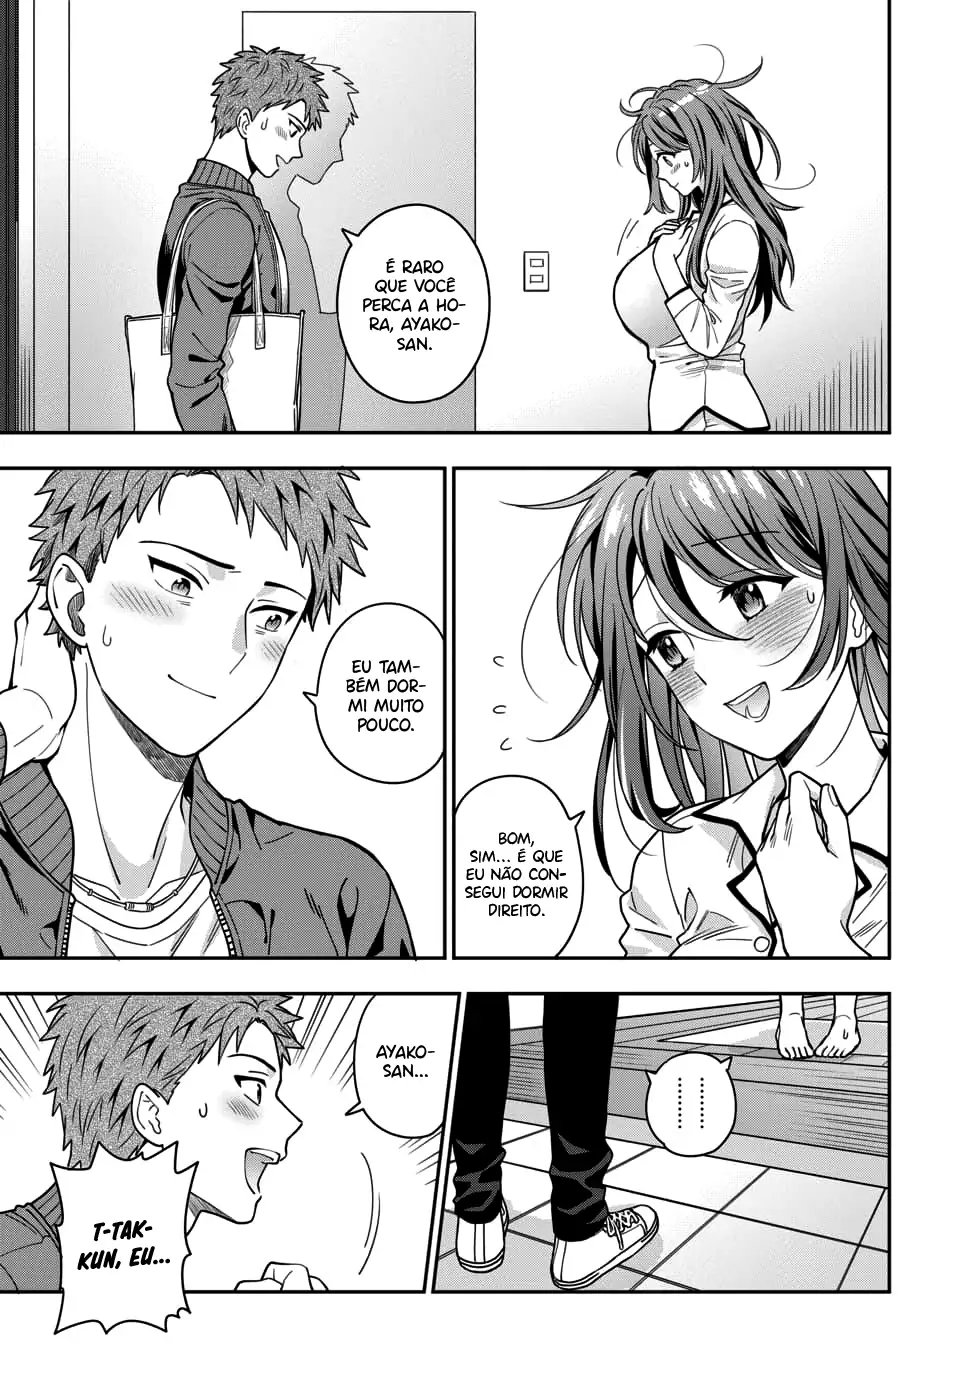 É RARO
QUE VOCÊ
PERCA A HO-
RA, AYAKO-
SAN.
BOM,
SIM... É QUE
EU NÃO CON-
SEGUI DORMIR
DIREITO.
EU TAM-
BÉM DOR-
MI MUITO
POUCO.
.........
AYAKO-
SAN...
T-TAK-
KUN, EU...